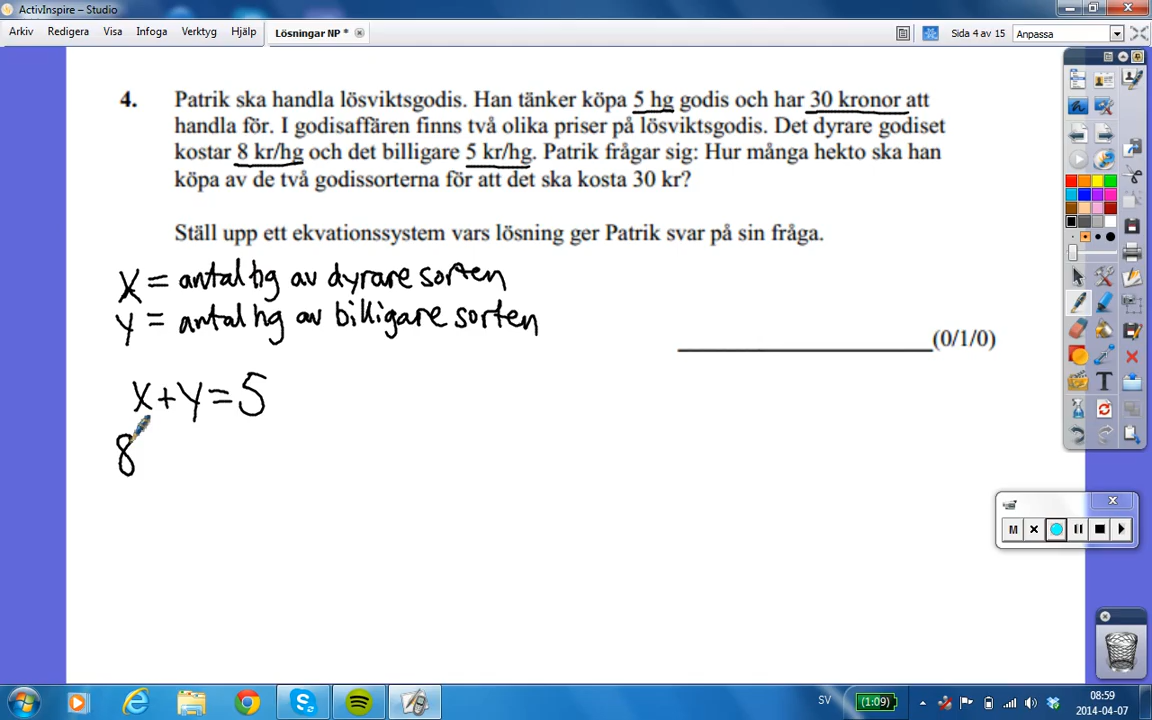 ActivInspire – Studio
Arkiv Redigera Visa Infoga Verktyg Hjälp
Lösningar NP *
Sida 4 av 15
Anpassa
4. Patrik ska handla lösviktsgodis. Han tänker köpa 5 hg godis och har 30 kronor att
handla för. I godisaffären finns två olika priser på lösviktsgodis. Det dyrare godiset
kostar 8 kr/hg och det billigare 5 kr/hg. Patrik frågar sig: Hur många hekto ska han
köpa av de två godissorterna för att det ska kosta 30 kr?
Ställ upp ett ekvationssystem vars lösning ger Patrik svar på sin fråga.
X = antal hg av dyrare sorten
y = antal hg av billigare sorten
(0/1/0)
X+y=5
8
M
SV
(1:09)
08:59
2014-04-07